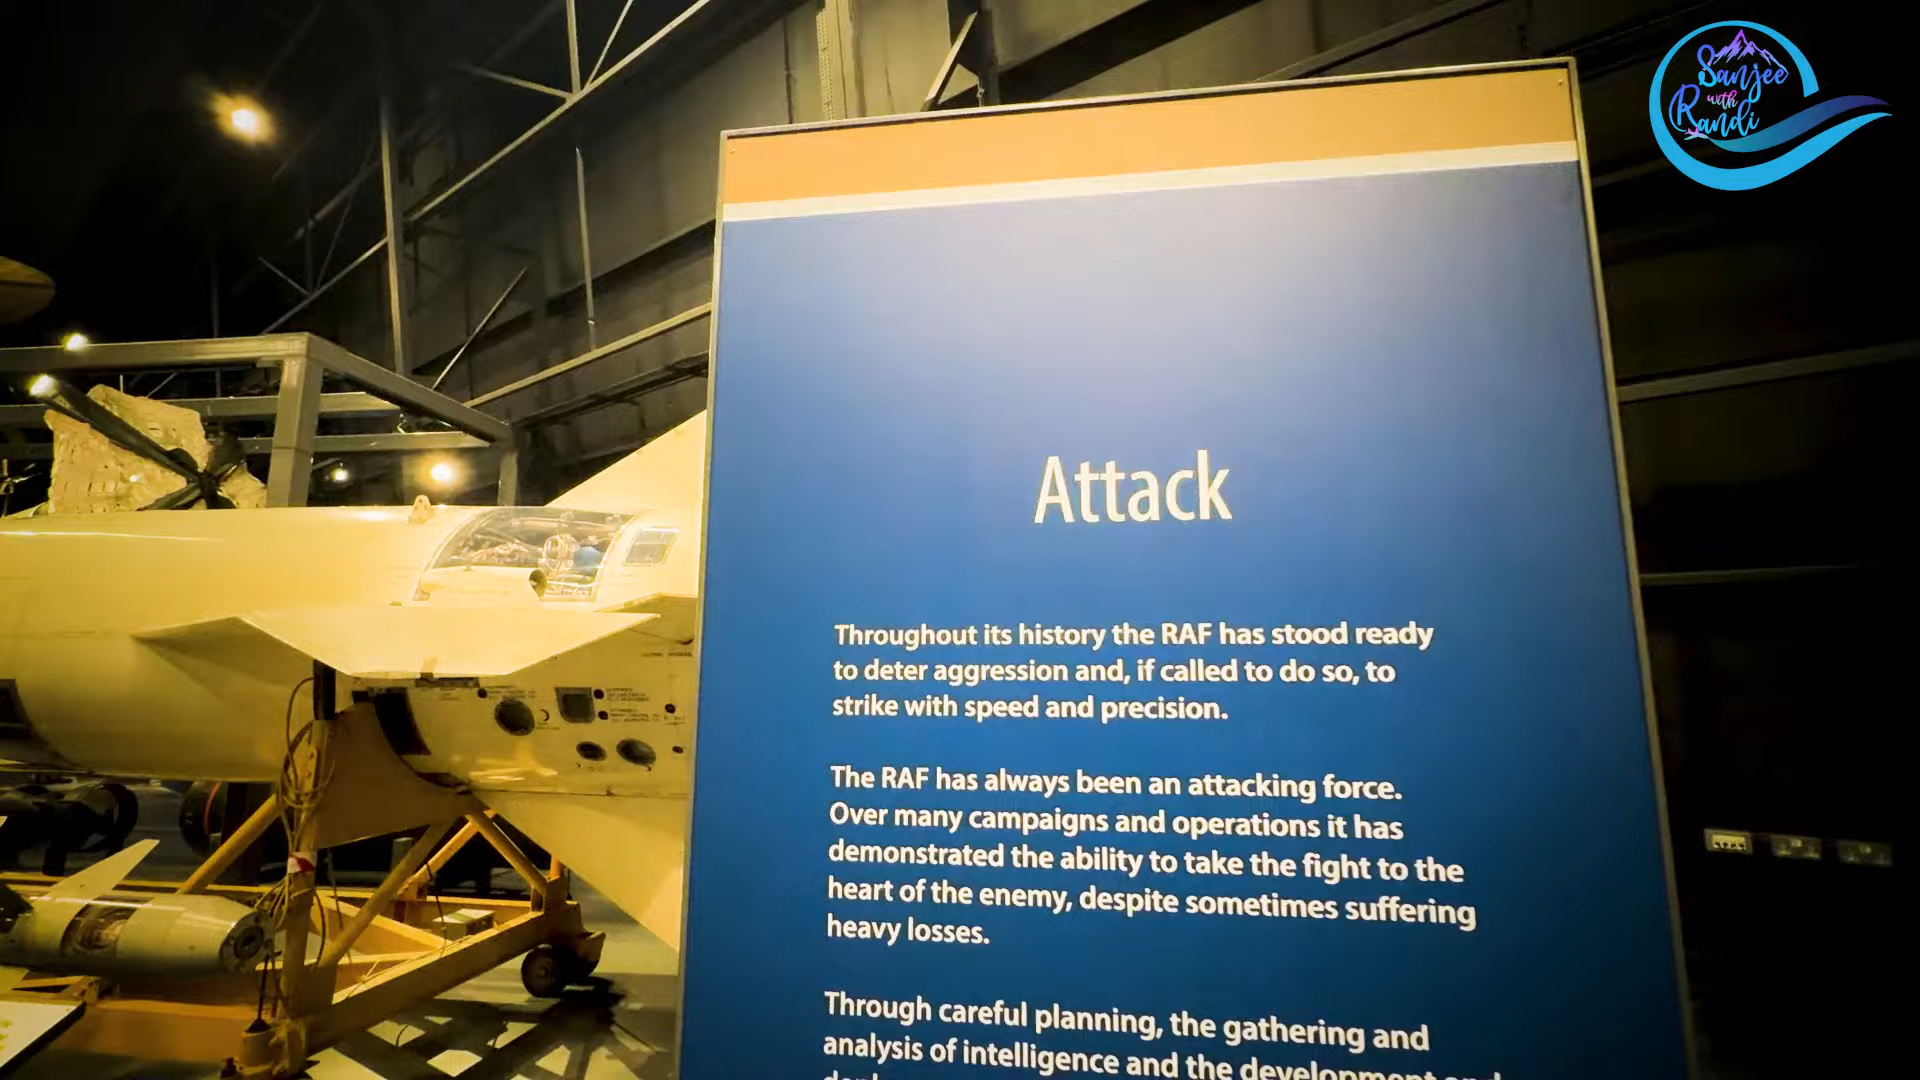 Sanjee
with
Randi
Attack
Throughout its history the RAF has stood ready
to deter aggression and, if called to do so, to
strike with speed and precision.
The RAF has always been an attacking force.
Over many campaigns and operations it has
demonstrated the ability to take the fight to the
heart of the enemy, despite sometimes suffering
heavy losses.
Through careful planning, the gathering and
analysis of intelligence and the development and